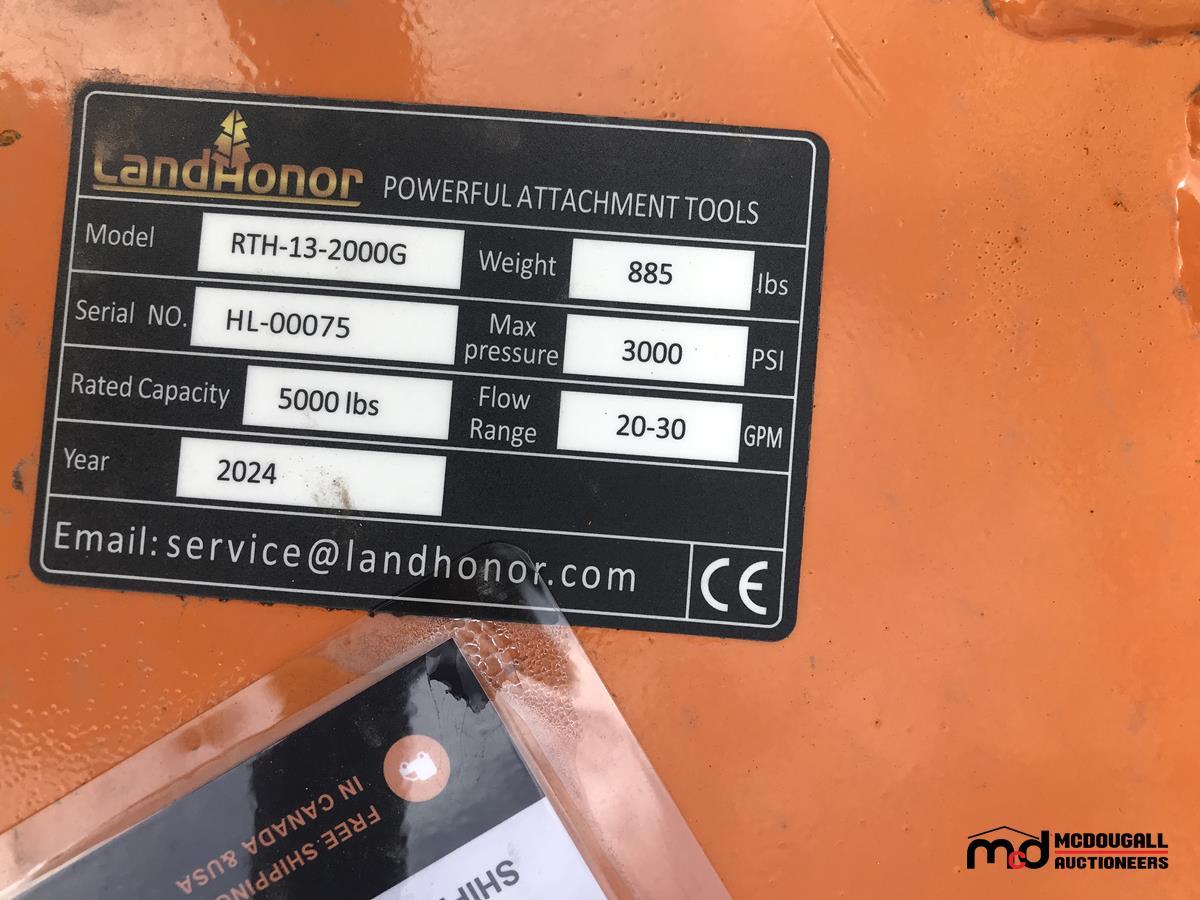 LandHonor POWERFUL ATTACHMENT TOOLS
Model RTH-13-2000G Weight 885 lbs
Serial NO. HL-00075 Max pressure 3000 PSI
Rated Capacity 5000 lbs Flow Range 20-30 GPM
Year 2024
Email: service@landhonor.com CE
FREE SHIPPING
IN CANADA & USA
mcd MCDOUGALL
AUCTIONEERS